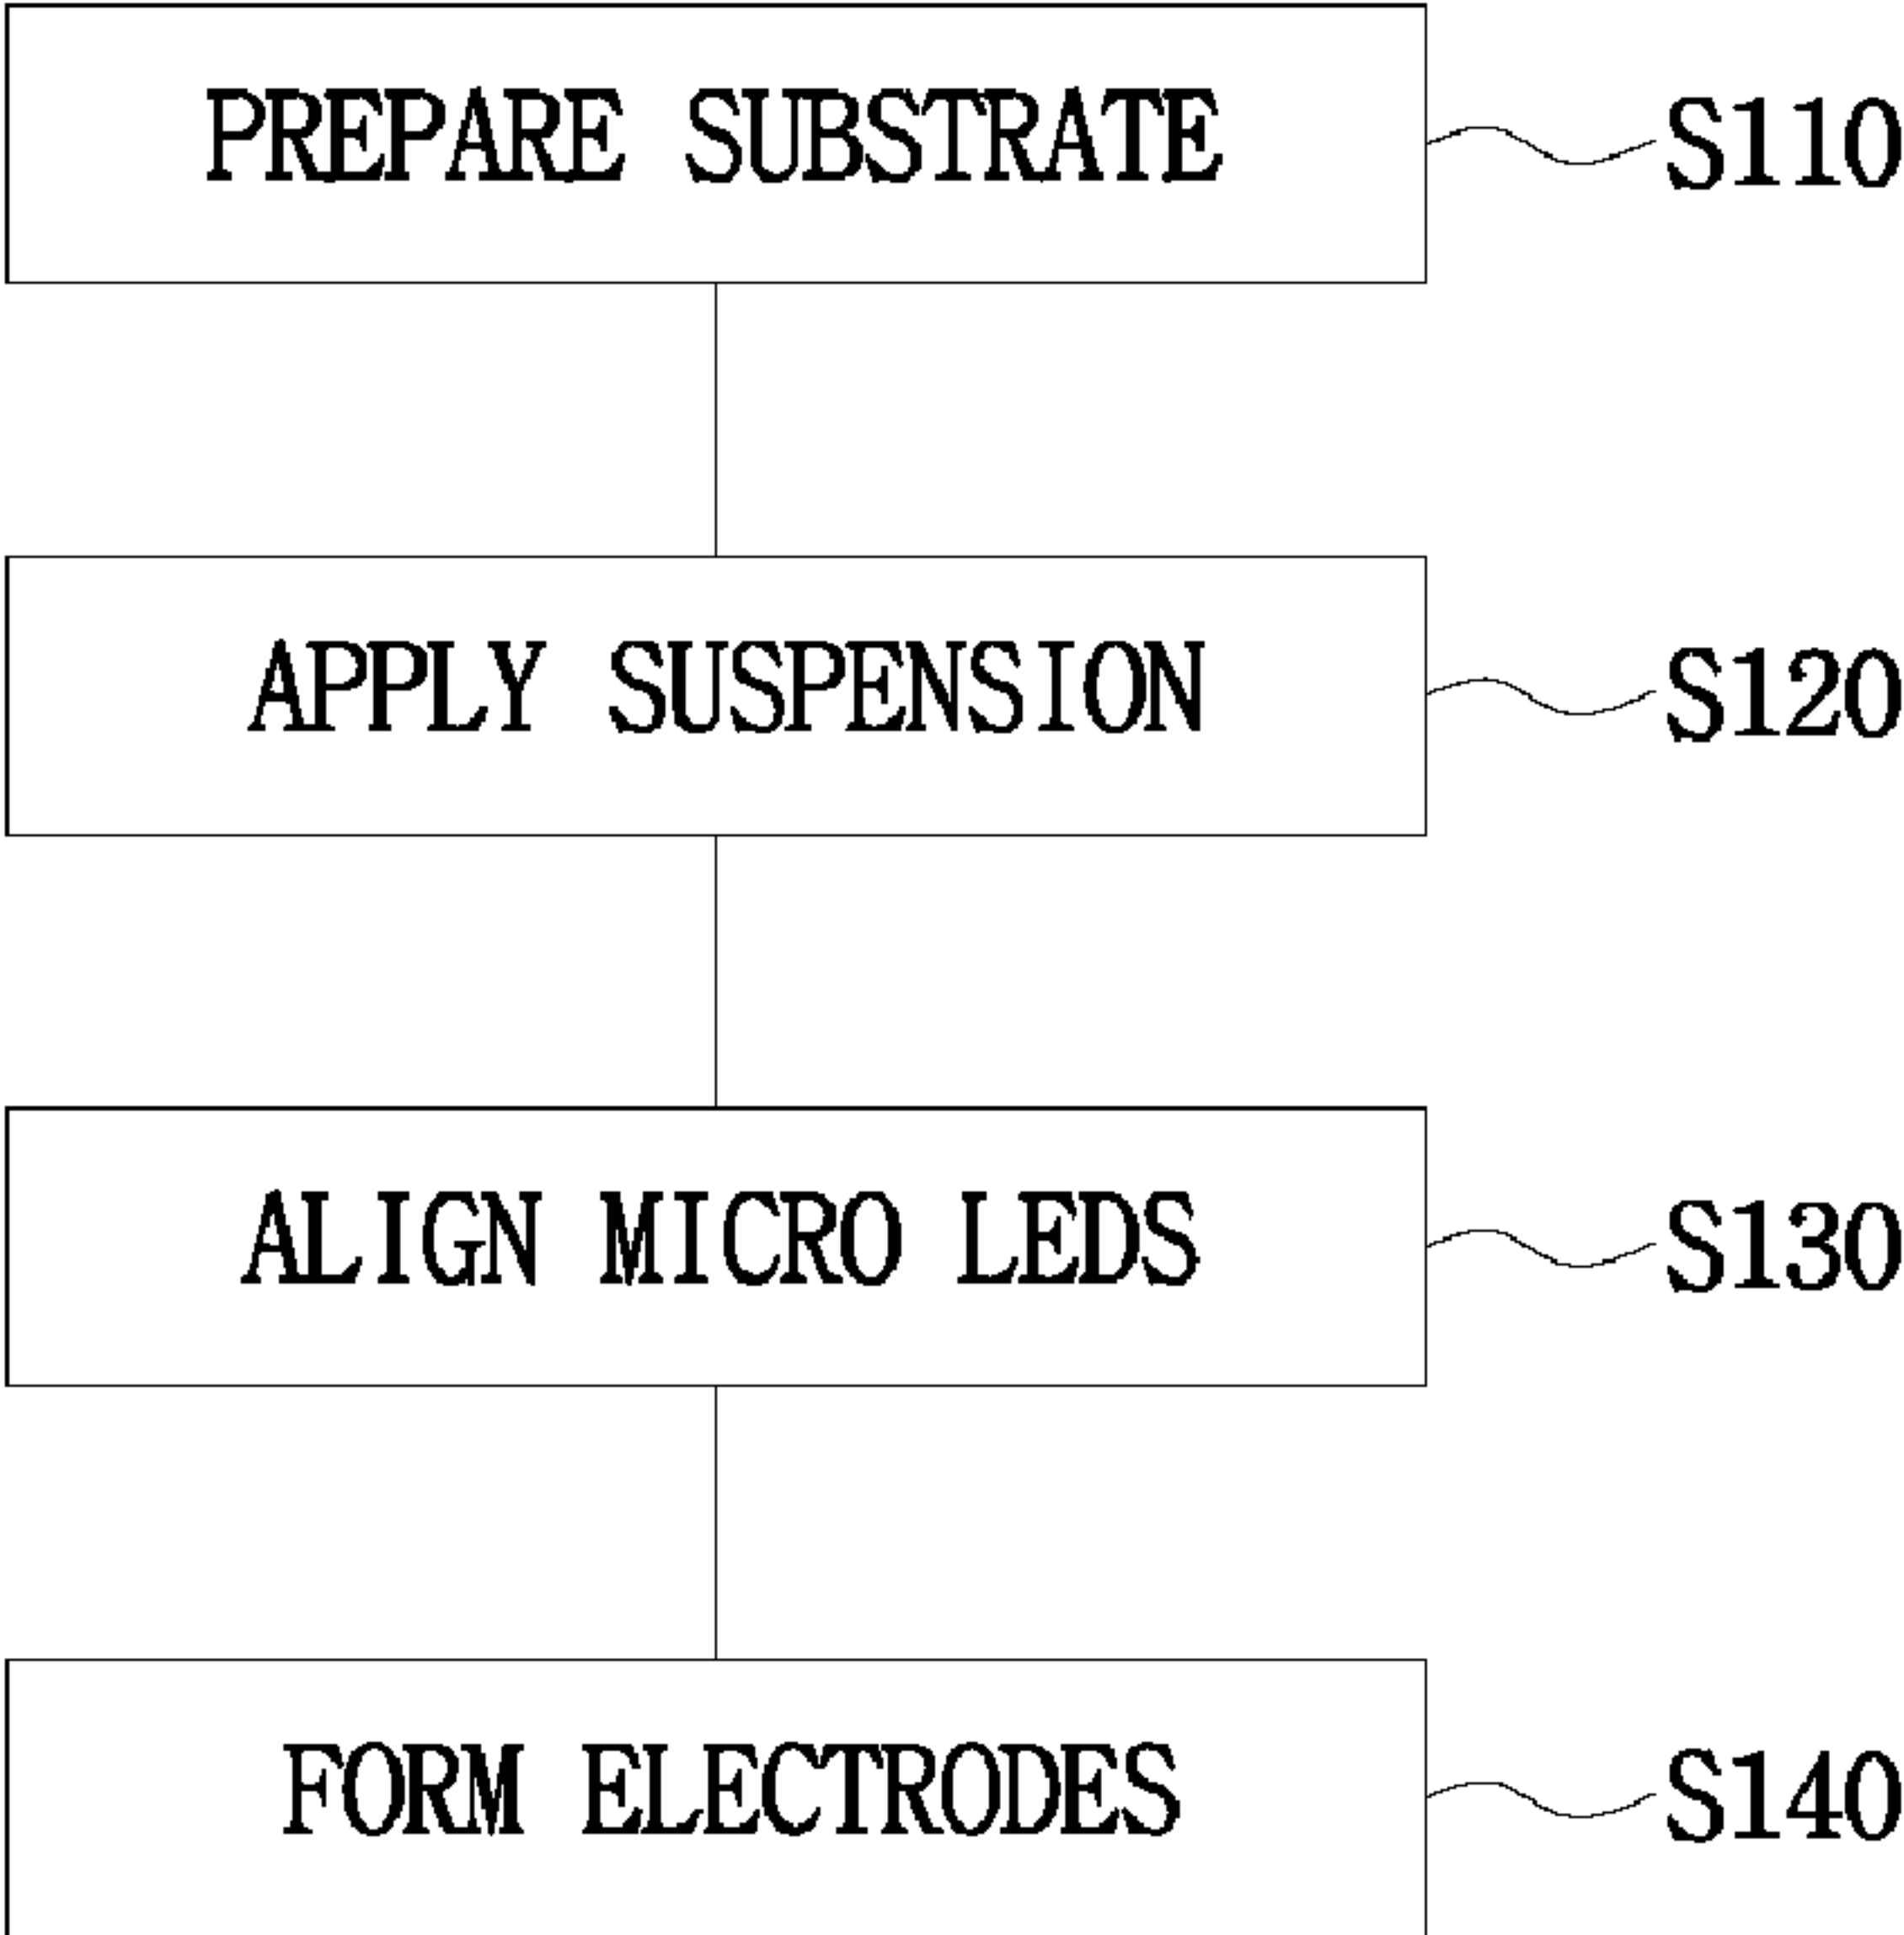 PREPARE SUBSTRATE S110
APPLY SUSPENSION S120
ALIGN MICRO LEDS S130
FORM ELECTRODES S140